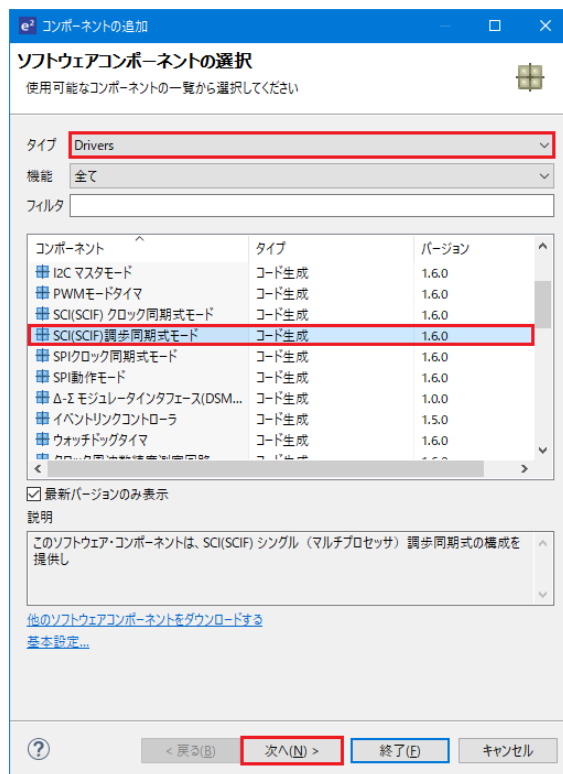 e² コンポーネントの追加
ソフトウェアコンポーネントの選択
使用可能なコンポーネントの一覧から選択してください
タイプ Drivers
機能 全て
フィルタ
コンポーネント タイプ バージョン
I2C マスタモード コード生成 1.6.0
PWMモードタイマ コード生成 1.6.0
SCI(SCIF) クロック同期式モード コード生成 1.6.0
SCI(SCIF)調歩同期式モード コード生成 1.6.0
SPIクロック同期式モード コード生成 1.6.0
SPI動作モード コード生成 1.6.0
Δ-Σ モジュレータインタフェース(DSM... コード生成 1.0.0
イベントリンクコントローラ コード生成 1.5.0
ウォッチドッグタイマ コード生成 1.6.0
最新バージョンのみ表示
説明
このソフトウェア・コンポーネントは、SCI(SCIF) シングル（マルチプロセッサ）調歩同期式の構成を
提供し
他のソフトウェアコンポーネントをダウンロードする
基本設定...
? < 戻る(B) 次へ(N) > 終了(F) キャンセル